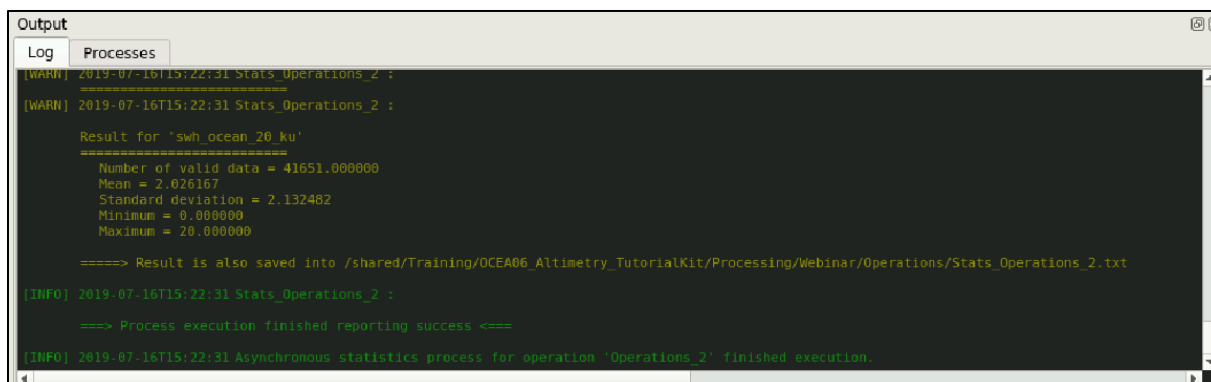 Output
Log Processes
[WARN] 2019-07-16T15:22:31 Stats_Operations_2 :
==========================
[WARN] 2019-07-16T15:22:31 Stats_Operations_2 :
Result for 'swh_ocean_20_ku'
==========================
Number of valid data = 41651.000000
Mean = 2.026167
Standard deviation = 2.132482
Minimum = 0.000000
Maximum = 20.000000
=====> Result is also saved into /shared/Training/OCEA06_Altimetry_TutorialKit/Processing/Webinar/Operations/Stats_Operations_2.txt
[INFO] 2019-07-16T15:22:31 Stats_Operations_2 :
===> Process execution finished reporting success <===
[INFO] 2019-07-16T15:22:31 Asynchronous statistics process for operation 'Operations_2' finished execution.